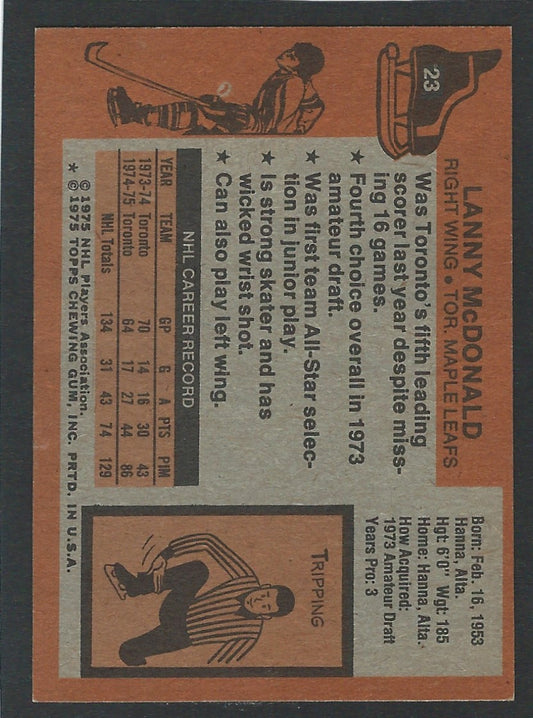 23
LANNY McDONALD
RIGHT WING ● TOR. MAPLE LEAFS
Was Toronto's fifth leading
scorer last year despite miss-
ing 16 games.
★ Fourth choice overall in 1973
amateur draft.
★ Was first team All-Star selec-
tion in junior play.
★ Is strong skater and has
wicked wrist shot.
★ Can also play left wing.
NHL CAREER RECORD
YEAR TEAM GP G A PTS PIM
1973-74 Toronto 70 14 16 30 43
1974-75 Toronto 64 17 27 44 86
NHL Totals 134 31 43 74 129
© 1975 NHL Players Association.
* © 1975 TOPPS CHEWING GUM, INC. PRTD. IN U.S.A.
Born: Feb. 16, 1953
Hanna, Alta.
Hgt: 6'0" Wgt: 185
Home: Hanna, Alta.
How Acquired:
1973 Amateur Draft
Years Pro: 3
TRIPPING